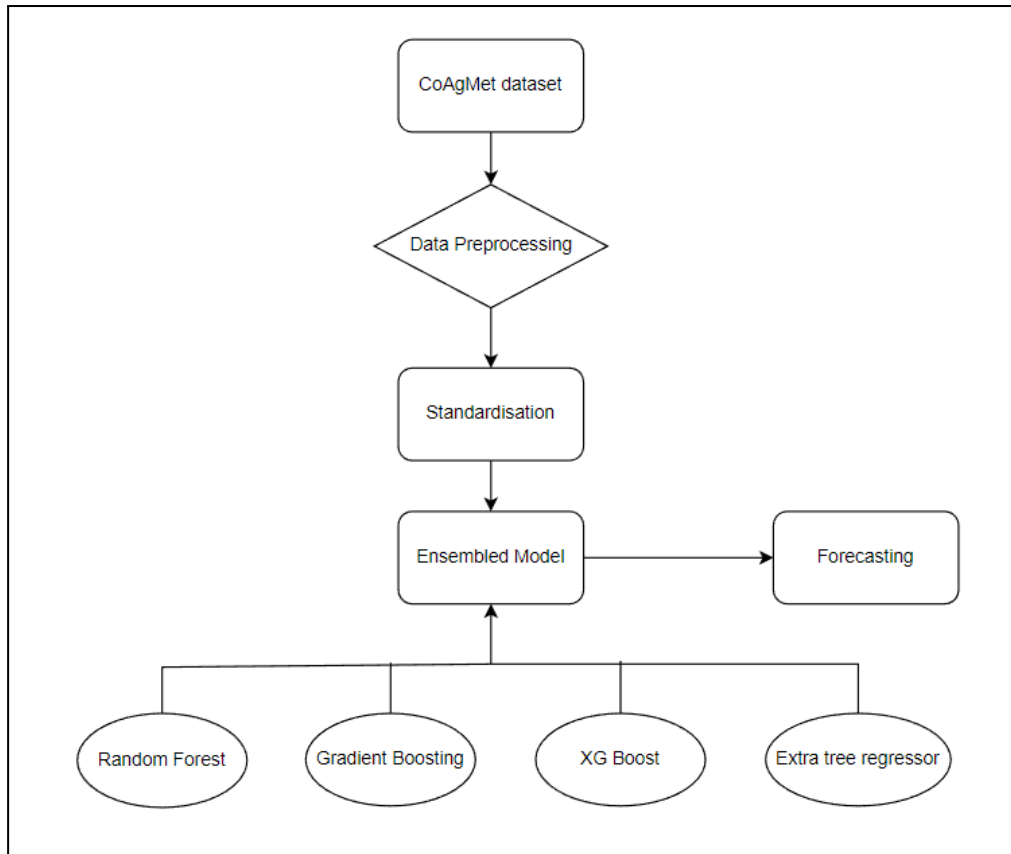 CoAgMet dataset
Data Preprocessing
Standardisation
Ensembled Model
Forecasting
Random Forest
Gradient Boosting
XG Boost
Extra tree regressor